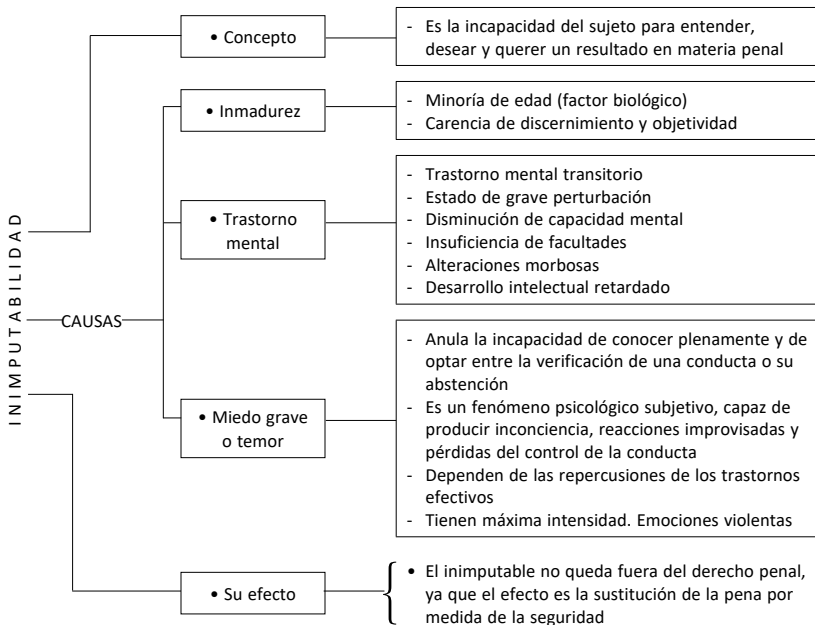 INIMPUTABILIDAD
• Concepto
- Es la incapacidad del sujeto para entender,
desear y querer un resultado en materia penal
CAUSAS
• Inmadurez
- Minoría de edad (factor biológico)
- Carencia de discernimiento y objetividad
• Trastorno
mental
- Trastorno mental transitorio
- Estado de grave perturbación
- Disminución de capacidad mental
- Insuficiencia de facultades
- Alteraciones morbosas
- Desarrollo intelectual retardado
• Miedo grave
o temor
- Anula la incapacidad de conocer plenamente y de
optar entre la verificación de una conducta o su
abstención
- Es un fenómeno psicológico subjetivo, capaz de
producir inconciencia, reacciones improvisadas y
pérdidas del control de la conducta
- Dependen de las repercusiones de los trastornos
efectivos
- Tienen máxima intensidad. Emociones violentas
• Su efecto
• El inimputable no queda fuera del derecho penal,
ya que el efecto es la sustitución de la pena por
medida de la seguridad